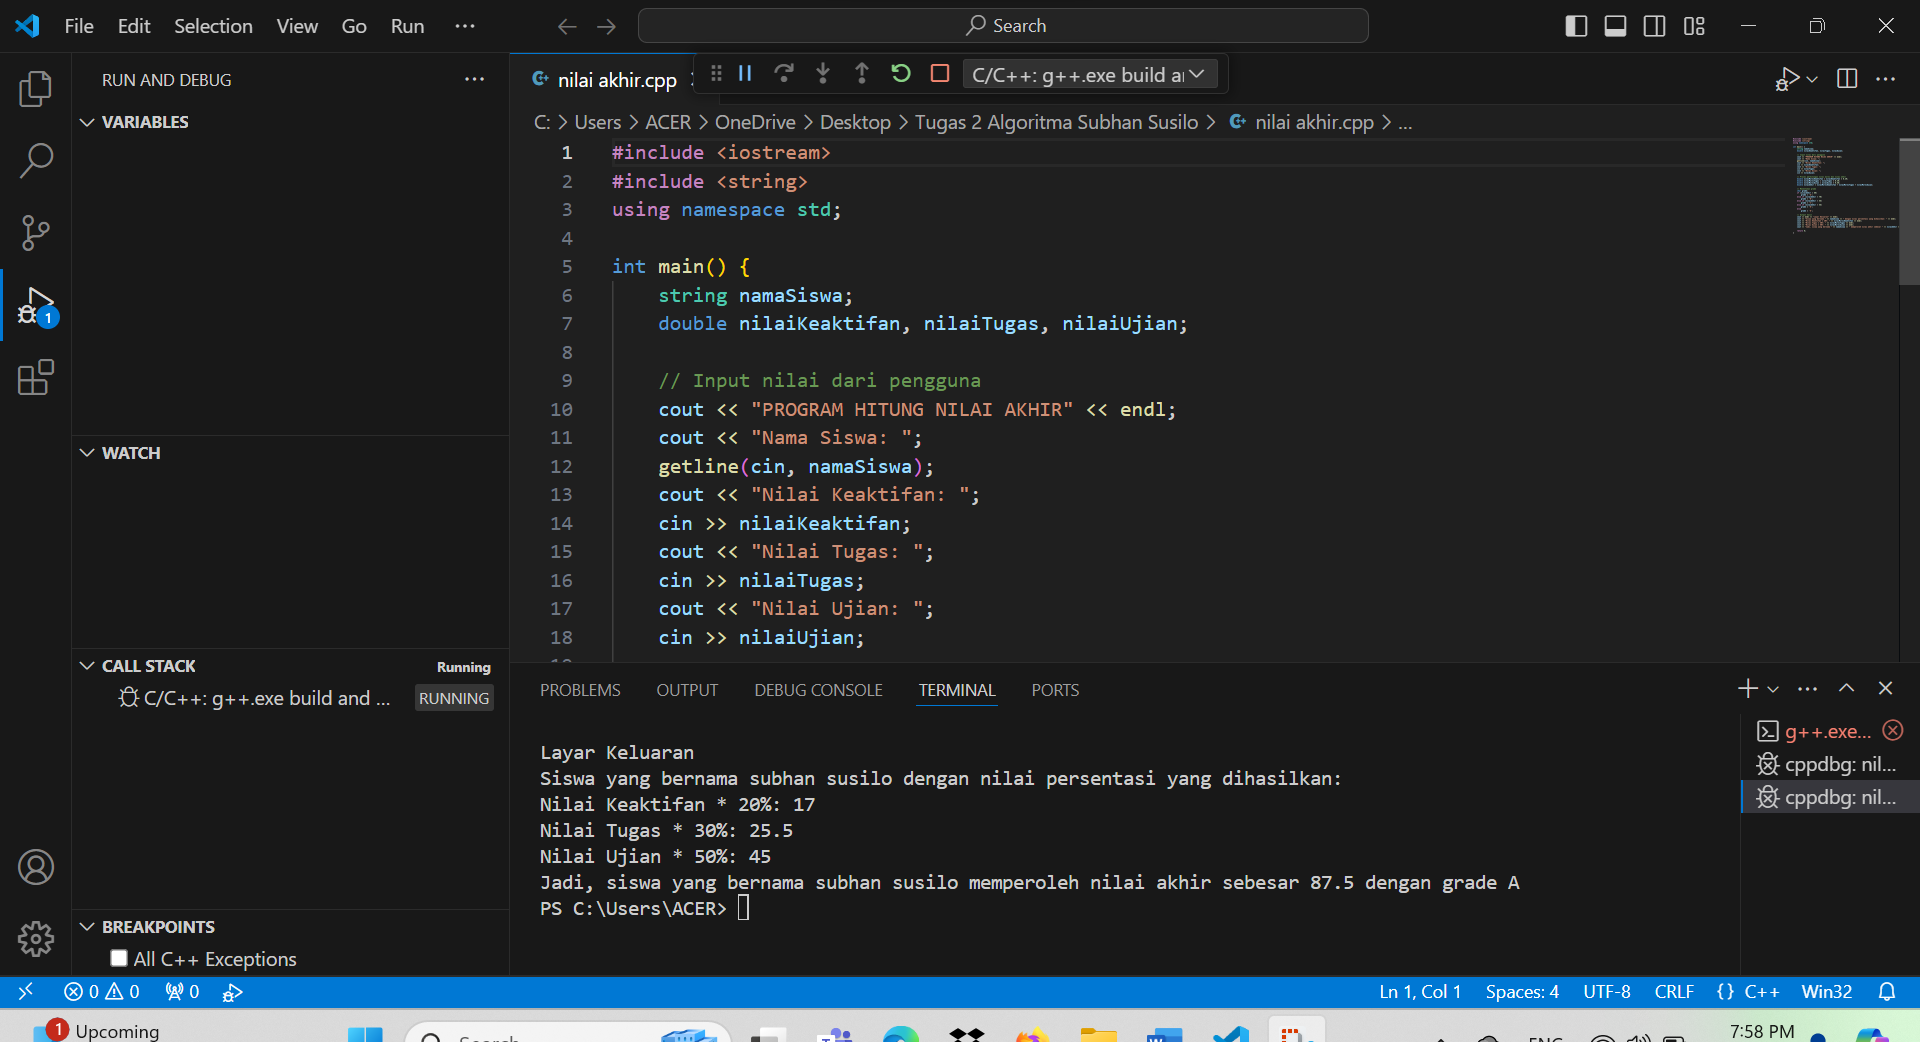 File Edit Selection View Go Run ...
Search
RUN AND DEBUG
nilai akhir.cpp
C/C++: g++.exe build ar
VARIABLES
C: > Users > ACER > OneDrive > Desktop > Tugas 2 Algoritma Subhan Susilo > nilai akhir.cpp > ...
1 #include <iostream>
2 #include <string>
3 using namespace std;
4
5 int main() {
6 string namaSiswa;
7 double nilaiKeaktifan, nilaiTugas, nilaiUjian;
8
9 // Input nilai dari pengguna
10 cout << "PROGRAM HITUNG NILAI AKHIR" << endl;
11 cout << "Nama Siswa: ";
12 getline(cin, namaSiswa);
13 cout << "Nilai Keaktifan: ";
14 cin >> nilaiKeaktifan;
15 cout << "Nilai Tugas: ";
16 cin >> nilaiTugas;
17 cout << "Nilai Ujian: ";
18 cin >> nilaiUjian;
1
WATCH
CALL STACK Running
C/C++: g++.exe build and ... RUNNING
BREAKPOINTS
All C++ Exceptions
PROBLEMS OUTPUT DEBUG CONSOLE TERMINAL PORTS
Layar Keluaran
Siswa yang bernama subhan susilo dengan nilai persentasi yang dihasilkan:
Nilai Keaktifan * 20%: 17
Nilai Tugas * 30%: 25.5
Nilai Ujian * 50%: 45
Jadi, siswa yang bernama subhan susilo memperoleh nilai akhir sebesar 87.5 dengan grade A
PS C:\Users\ACER>
g++.exe...
cppdbg: nil...
cppdbg: nil...
0 0 0 Ln 1, Col 1 Spaces: 4 UTF-8 CRLF {} C++ Win32
1 Upcoming
Search
ENG
7:58 PM